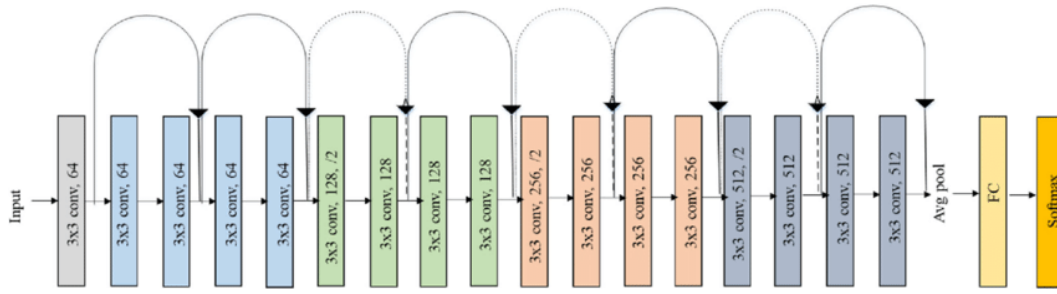 Input
3x3 conv, 64
3x3 conv, 64
3x3 conv, 64
3x3 conv, 64
3x3 conv, 64
3x3 conv, 128, /2
3x3 conv, 128
3x3 conv, 128
3x3 conv, 128
3x3 conv, 256, /2
3x3 conv, 256
3x3 conv, 256
3x3 conv, 256
3x3 conv, 512, /2
3x3 conv, 512
3x3 conv, 512
3x3 conv, 512
Avg pool
FC
Softmax